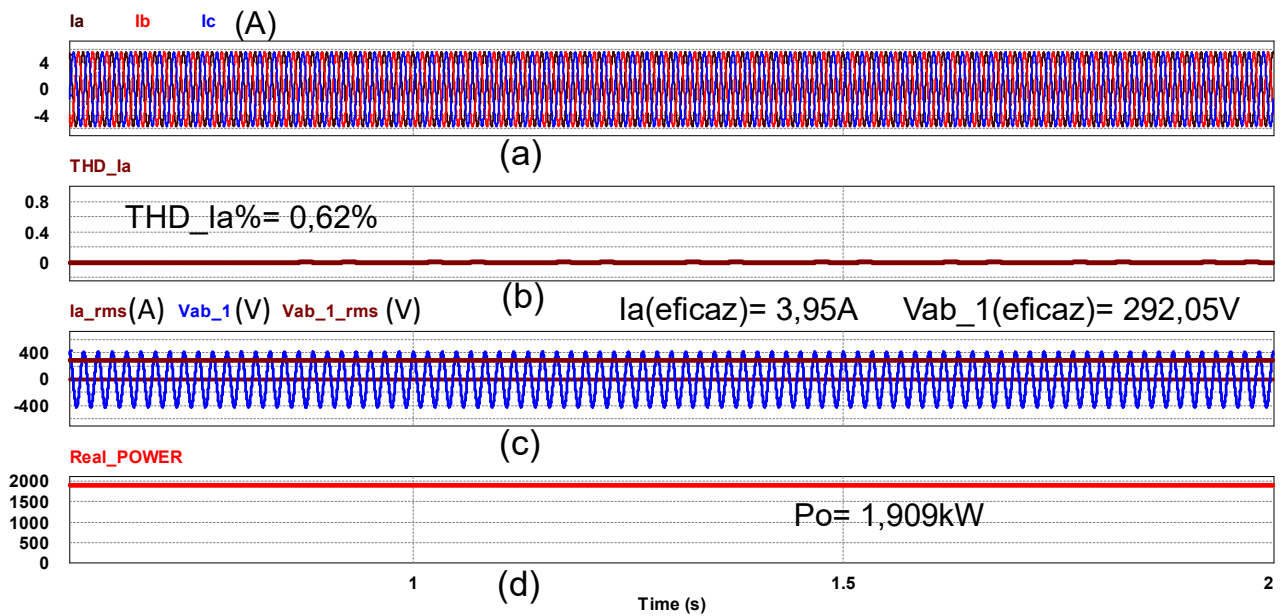 Ia Ib Ic (A)
4
0
-4
(a)
THD_Ia
0.8
THD_Ia%= 0,62%
0.4
0
(b)
Ia_rms(A) Vab_1 (V) Vab_1_rms (V) Ia(eficaz)= 3,95A Vab_1(eficaz)= 292,05V
400
0
-400
(c)
Real_POWER
2000
1500
Po= 1,909kW
1000
500
0
(d)
1 1.5 2
Time (s)